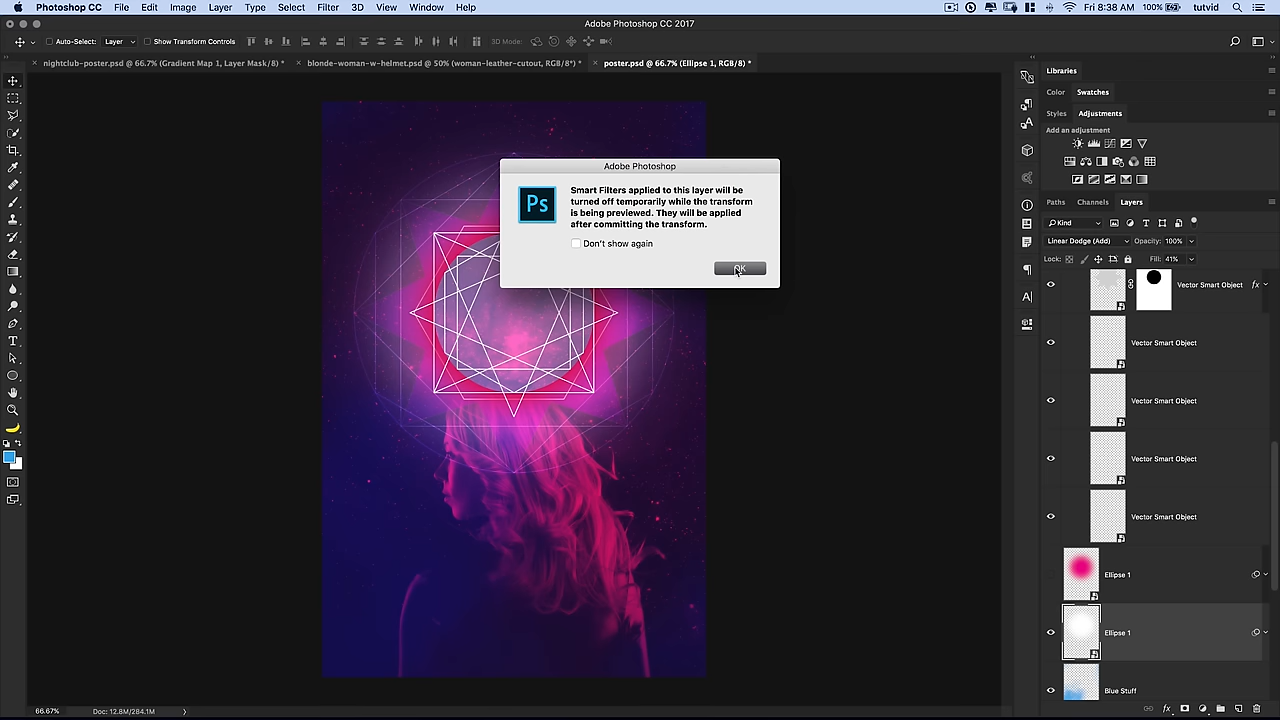 Photoshop CC File Edit Image Layer Type Select Filter 3D View Window Help 100% Fri 8:38 AM tutvid
Adobe Photoshop CC 2017
Auto-Select: Layer Show Transform Controls 3D Mode:
× nightclub-poster.psd @ 66.7% (Gradient Map 1, Layer Mask/8) * × blonde-woman-w-helmet.psd @ 50% (woman-leather-cutout, RGB/8*) * × poster.psd @ 66.7% (Ellipse 1, RGB/8) *
Libraries
Color Swatches
Styles Adjustments
Add an adjustment
Paths Channels Layers
Kind
Linear Dodge (Add) Opacity: 100%
Lock: Fill: 41%
Adobe Photoshop
Ps
Smart Filters applied to this layer will be
turned off temporarily while the transform
is being previewed. They will be applied
after committing the transform.
Don't show again
OK
Vector Smart Object fx
Vector Smart Object
Vector Smart Object
Vector Smart Object
Vector Smart Object
Ellipse 1
Ellipse 1
Blue Stuff
66.67% Doc: 12.8M/284.1M
fx